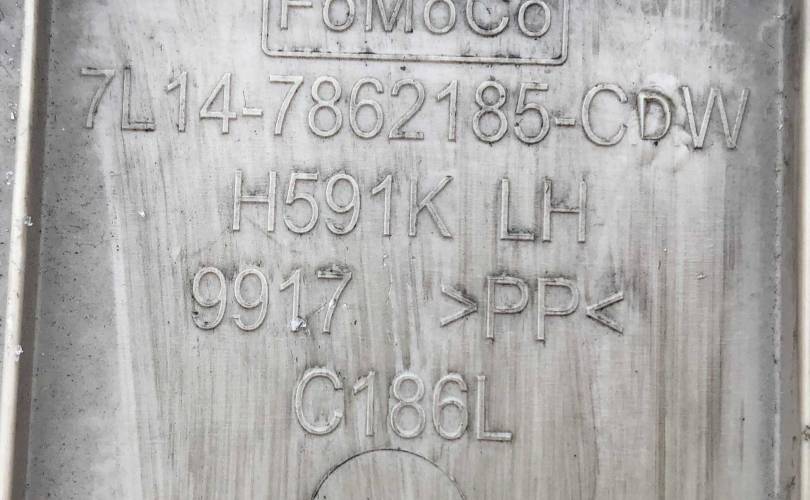 FoMoCo
7L14-7862185-CDW
H591K LH
9917 >PP<
C186L